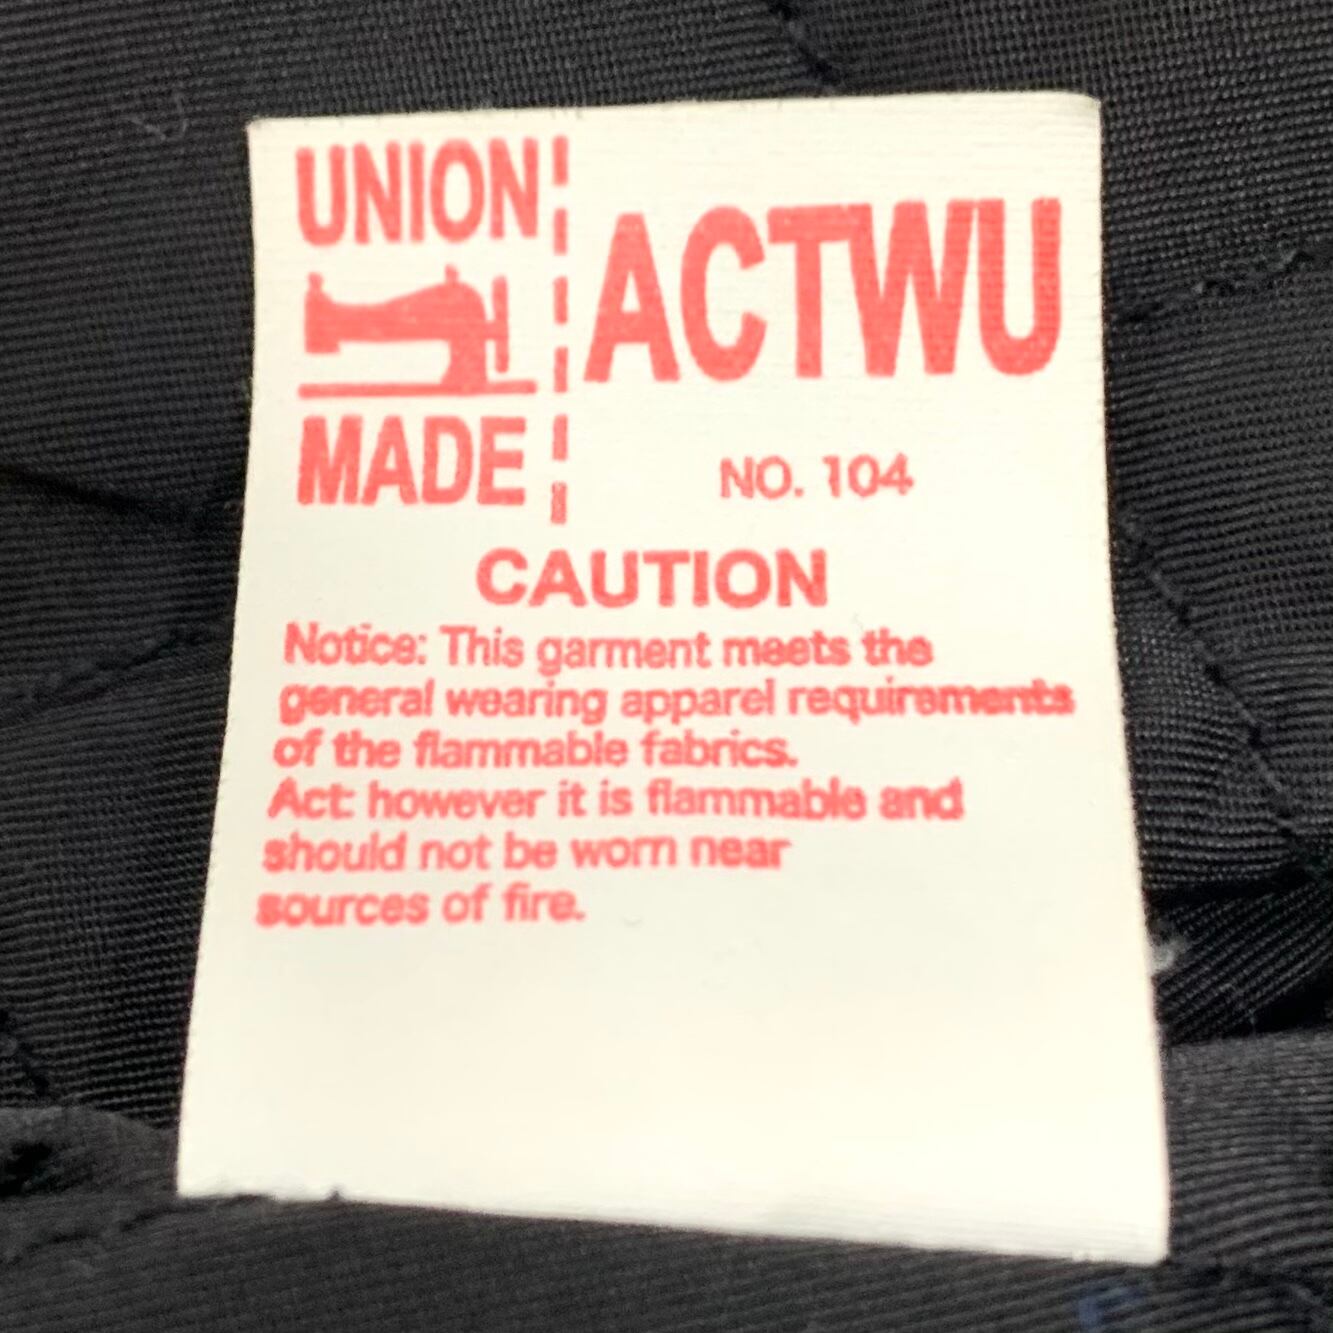 UNION
MADE
ACTWU
NO. 104
CAUTION
Notice: This garment meets the
general wearing apparel requirements
of the flammable fabrics.
Act: however it is flammable and
should not be worn near
sources of fire.